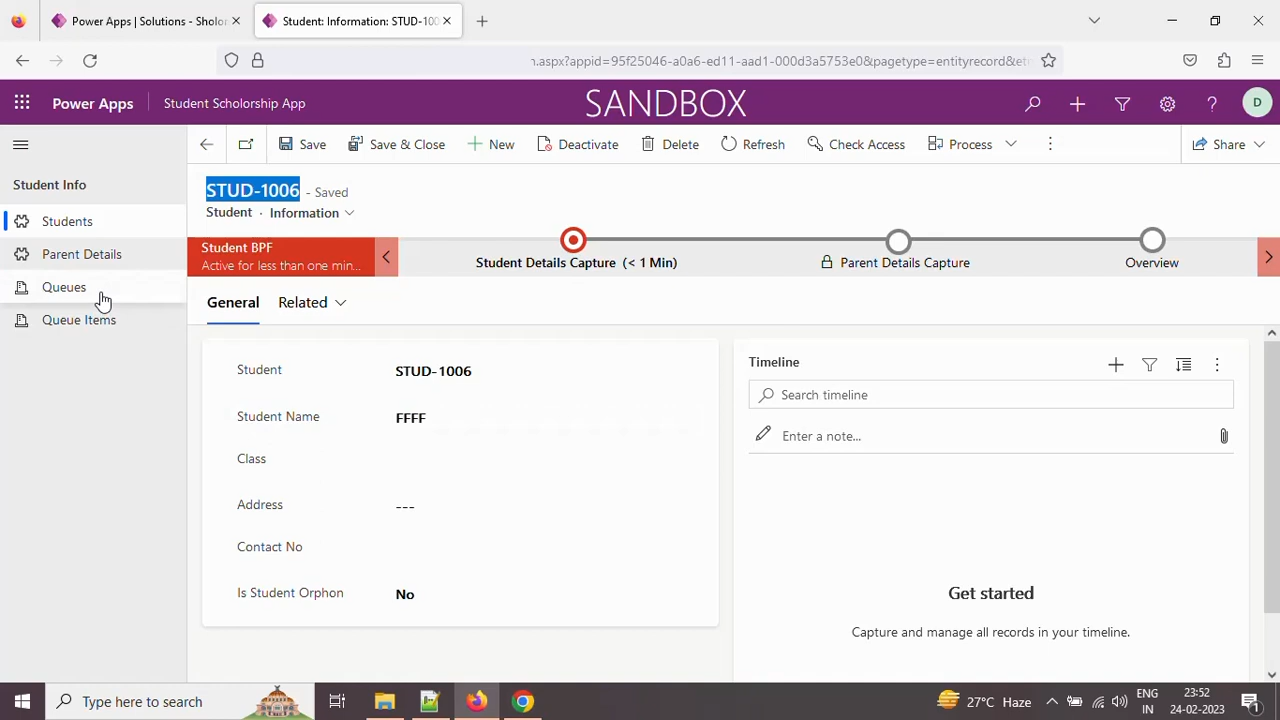 Power Apps | Solutions - Sholor
Student: Information: STUD-100
n.aspx?appid=95f25046-a0a6-ed11-aad1-000d3a5753e0&pagetype=entityrecord&et
Power Apps
Student Scholorship App
SANDBOX
D
Save
Save & Close
New
Deactivate
Delete
Refresh
Check Access
Process
Share
Student Info
Students
Parent Details
Queues
Queue Items
STUD-1006 - Saved
Student · Information
Student BPF
Active for less than one min...
Student Details Capture (< 1 Min)
Parent Details Capture
Overview
General
Related
Student STUD-1006
Student Name FFFF
Class
Address ---
Contact No
Is Student Orphon No
Timeline
Search timeline
Enter a note...
Get started
Capture and manage all records in your timeline.
Type here to search
27°C Haze
ENG
IN
23:52
24-02-2023
1